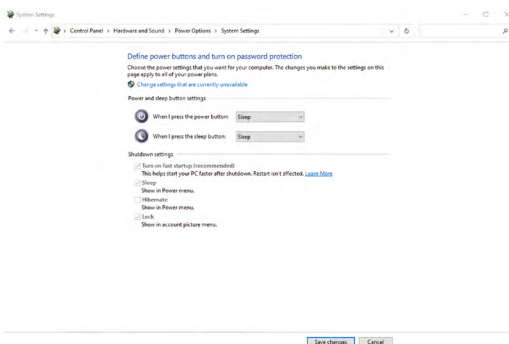 System Settings
Control Panel > Hardware and Sound > Power Options > System Settings
Define power buttons and turn on password protection
Choose the power settings that you want for your computer. The changes you make to the settings on this
page apply to all of your power plans.
Change settings that are currently unavailable
Power and sleep button settings
When I press the power button: Sleep
When I press the sleep button: Sleep
Shutdown settings
Turn on fast startup (recommended)
This helps start your PC faster after shutdown. Restart isn't affected. Learn More
Sleep
Show in Power menu.
Hibernate
Show in Power menu.
Lock
Show in account picture menu.
Save changes Cancel